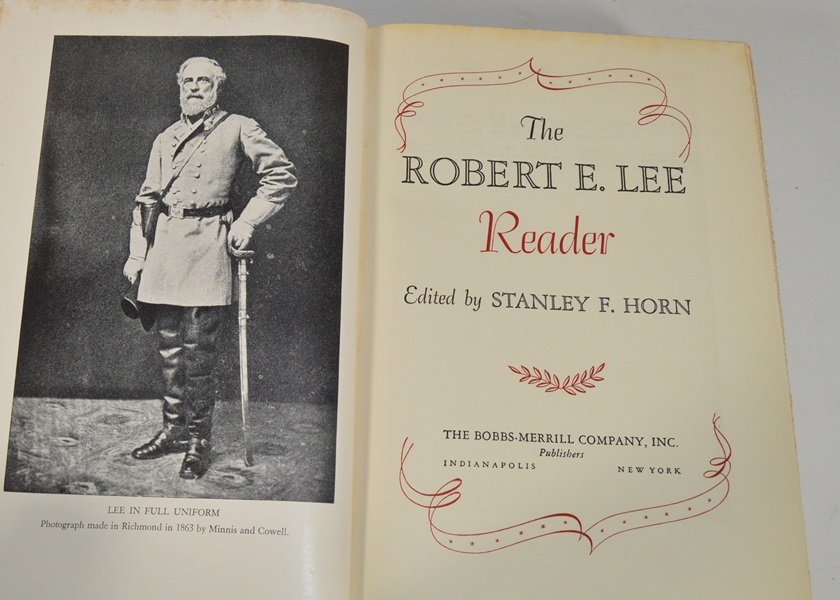 LEE IN FULL UNIFORM
Photograph made in Richmond in 1863 by Minnis and Cowell.
The
ROBERT E. LEE
Reader
Edited by STANLEY F. HORN
THE BOBBS-MERRILL COMPANY, INC.
Publishers
INDIANAPOLIS NEW YORK